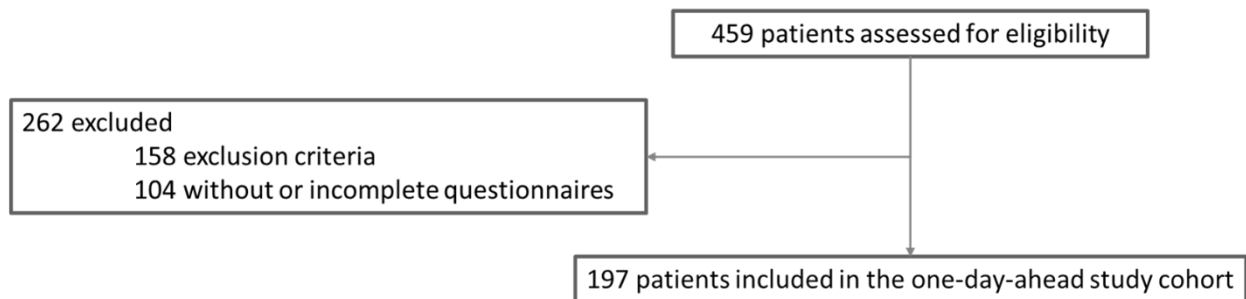 459 patients assessed for eligibility
262 excluded
158 exclusion criteria
104 without or incomplete questionnaires
197 patients included in the one-day-ahead study cohort